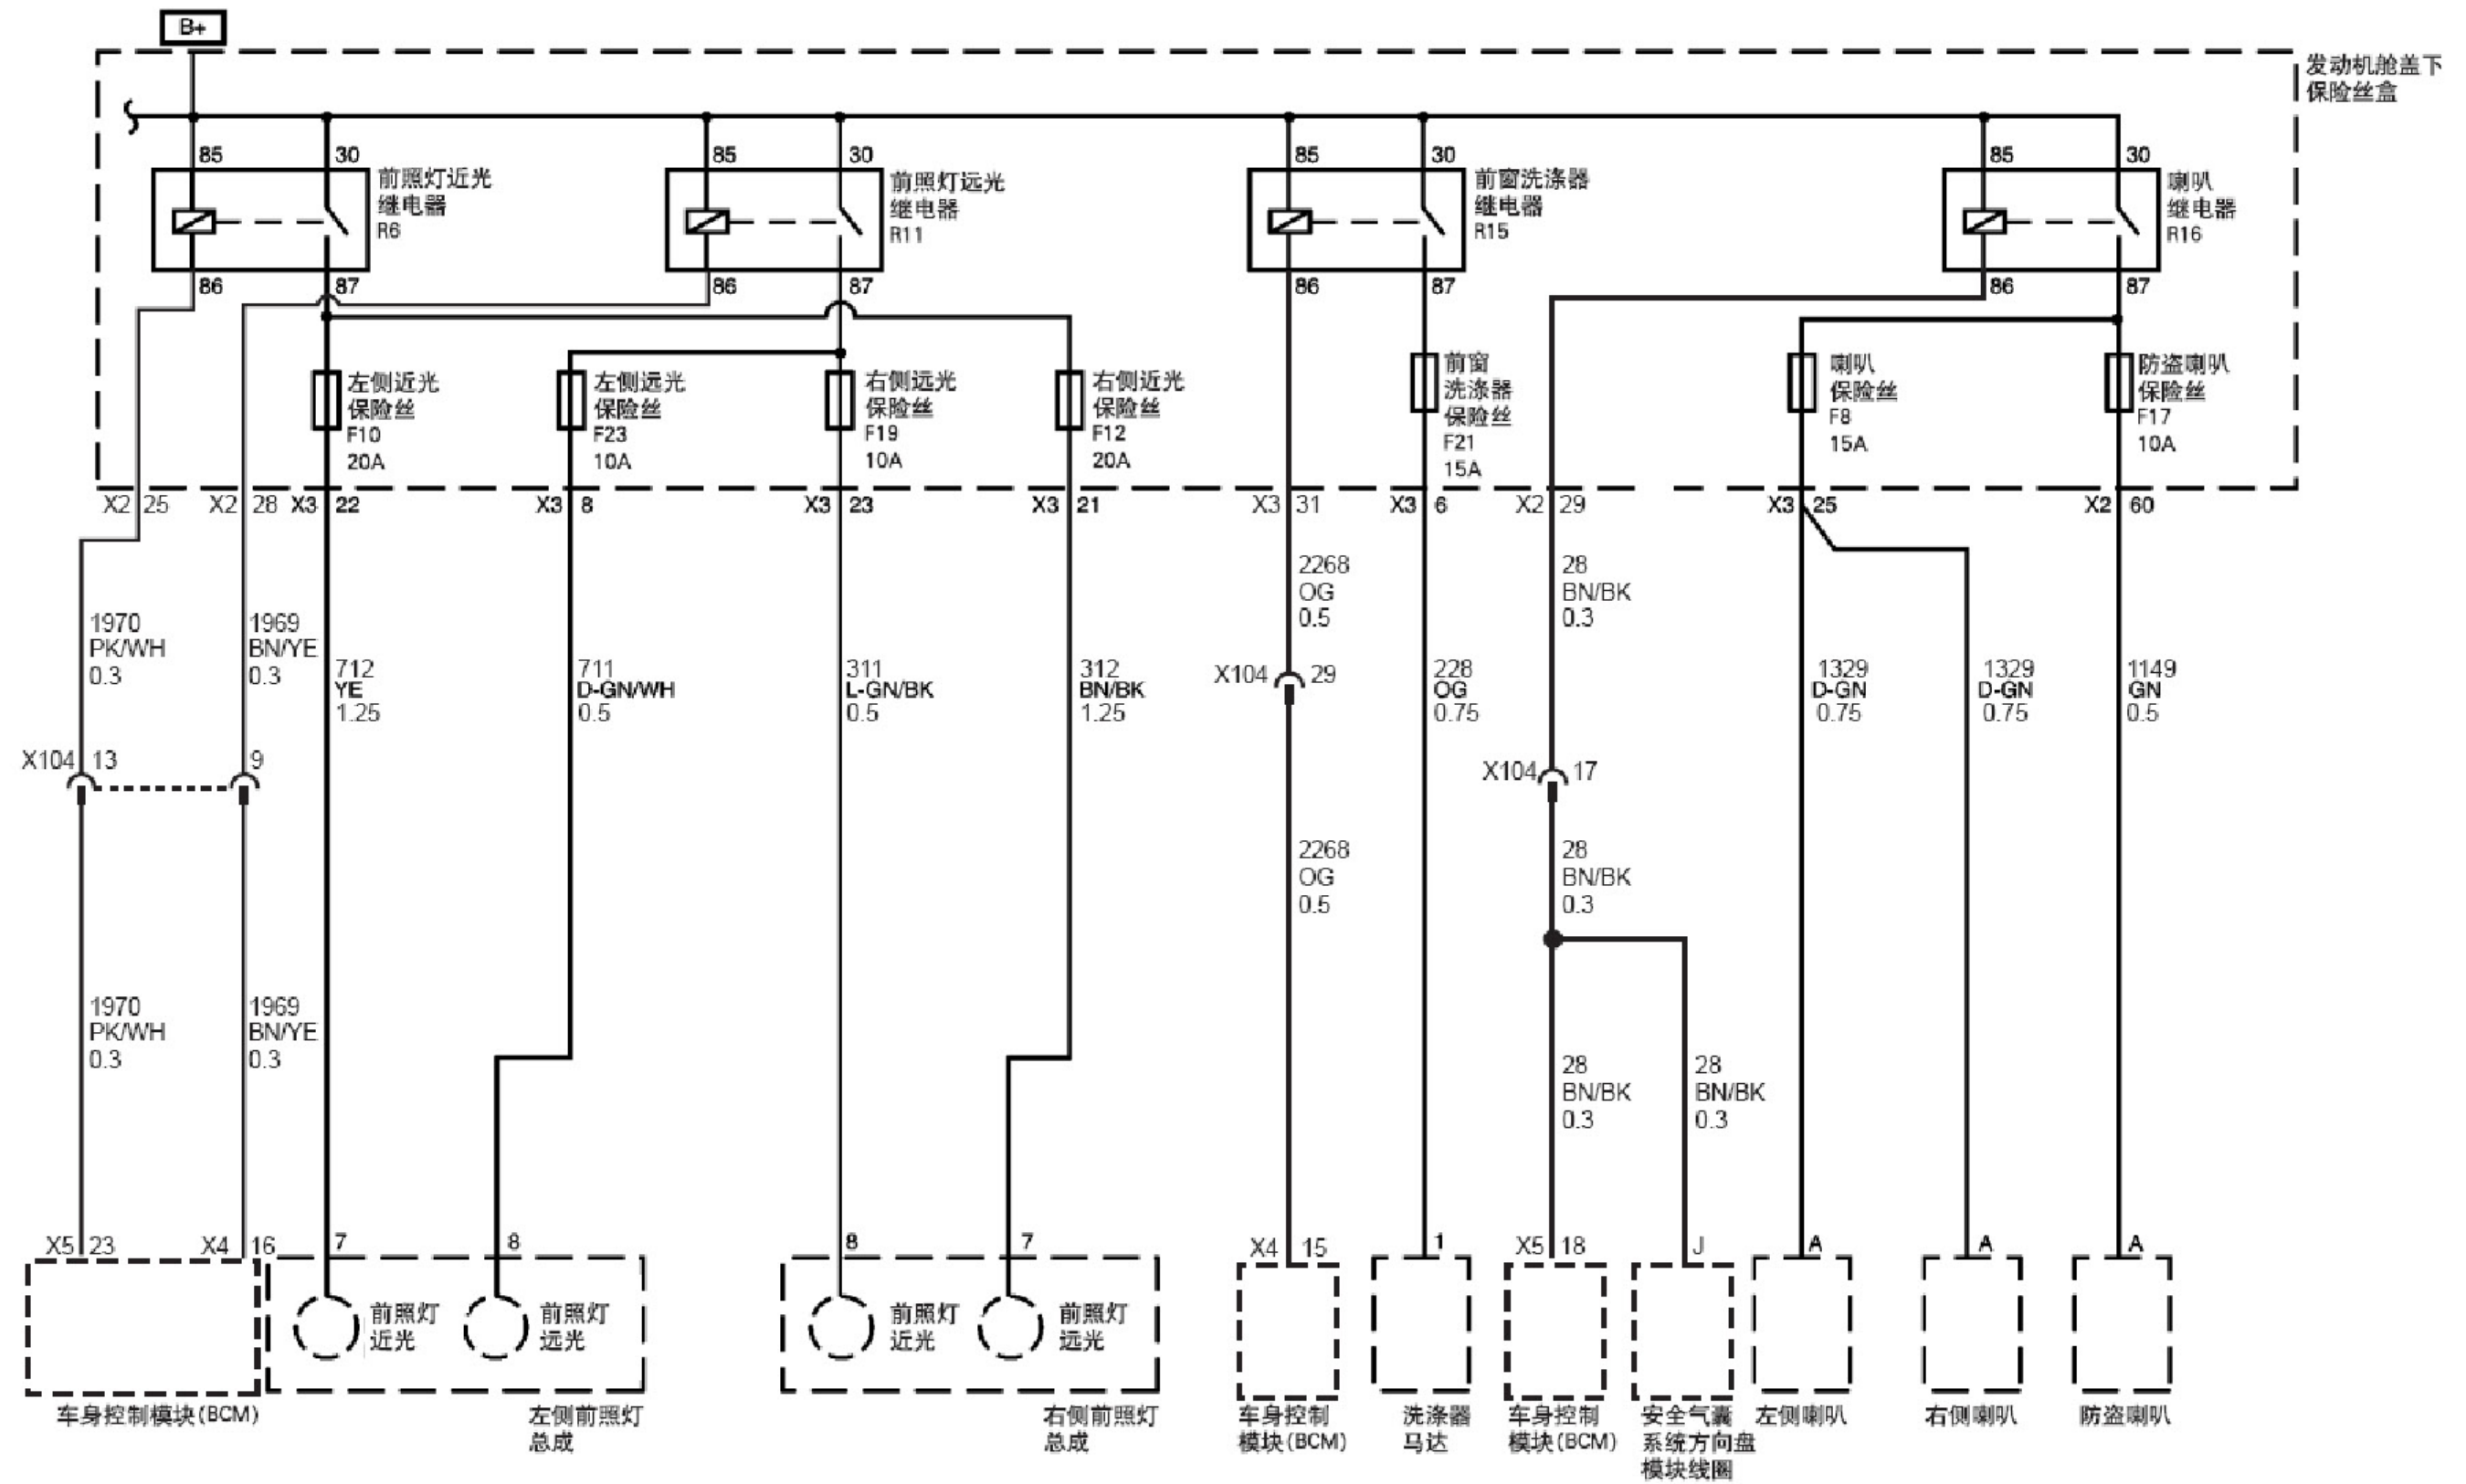 B+
发动机舱盖下
保险丝盒
85
30
前照灯近光
继电器
R6
86
87
85
30
前照灯远光
继电器
R11
86
87
85
30
前窗洗涤器
继电器
R15
86
87
85
30
喇叭
继电器
R16
86
87
左侧近光
保险丝
F10
20A
左侧远光
保险丝
F23
10A
右侧远光
保险丝
F19
10A
右侧近光
保险丝
F12
20A
前窗
洗涤器
保险丝
F21
15A
喇叭
保险丝
F8
15A
防盗喇叭
保险丝
F17
10A
X2 25
X2 28
X3 22
X3 8
X3 23
X3 21
X3 31
X3 6
X2 29
X3 25
X2 60
1970
PK/WH
0.3
1969
BN/YE
0.3
712
YE
1.25
711
D-GN/WH
0.5
311
L-GN/BK
0.5
312
BN/BK
1.25
2268
OG
0.5
X104 29
228
OG
0.75
28
BN/BK
0.3
1329
D-GN
0.75
1329
D-GN
0.75
1149
GN
0.5
X104 13
9
X104 17
2268
OG
0.5
28
BN/BK
0.3
1970
PK/WH
0.3
1969
BN/YE
0.3
28
BN/BK
0.3
28
BN/BK
0.3
X5 23
X4 16
7
8
8
7
X4 15
1
X5 18
J
A
A
A
前照灯
近光
前照灯
远光
前照灯
近光
前照灯
远光
车身控制模块(BCM)
左侧前照灯
总成
右侧前照灯
总成
车身控制
模块(BCM)
洗涤器
马达
车身控制
模块(BCM)
安全气囊
系统方向盘
模块线圈
左侧喇叭
右侧喇叭
防盗喇叭